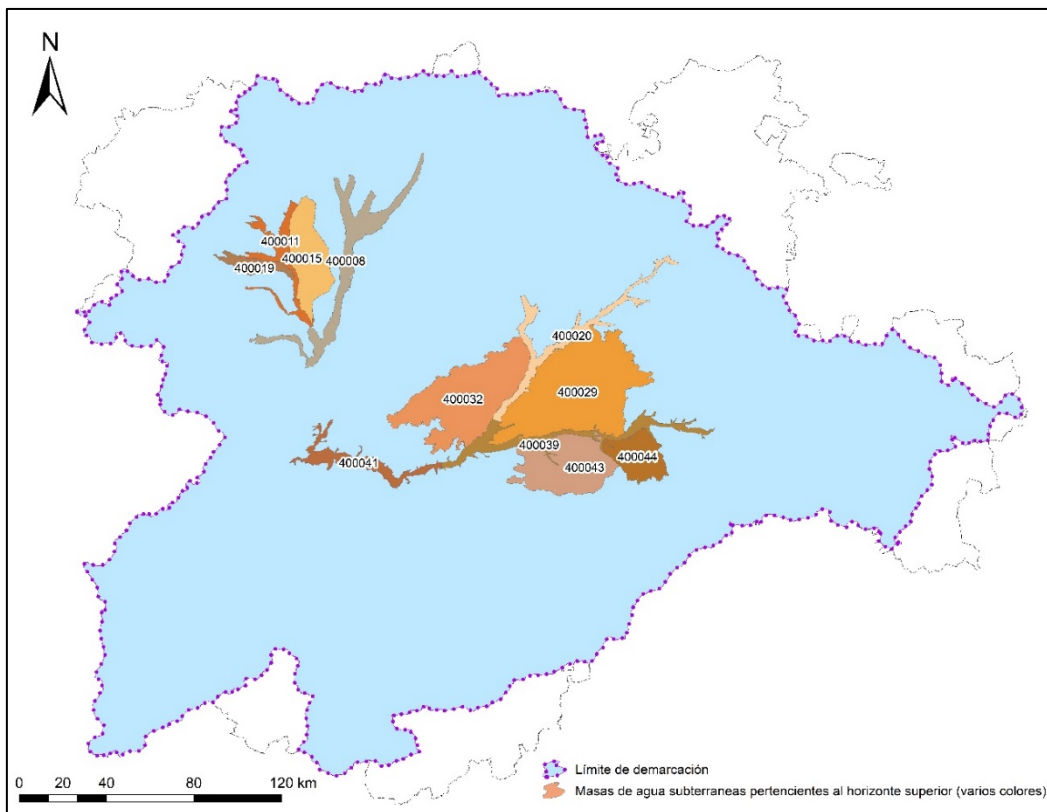 N
400011
400015
400008
400019
400020
400029
400032
400039
400041
400043
400044
0 20 40 80 120 km
Límite de demarcación
Masas de agua subterraneas pertencientes al horizonte superior (varios colores)